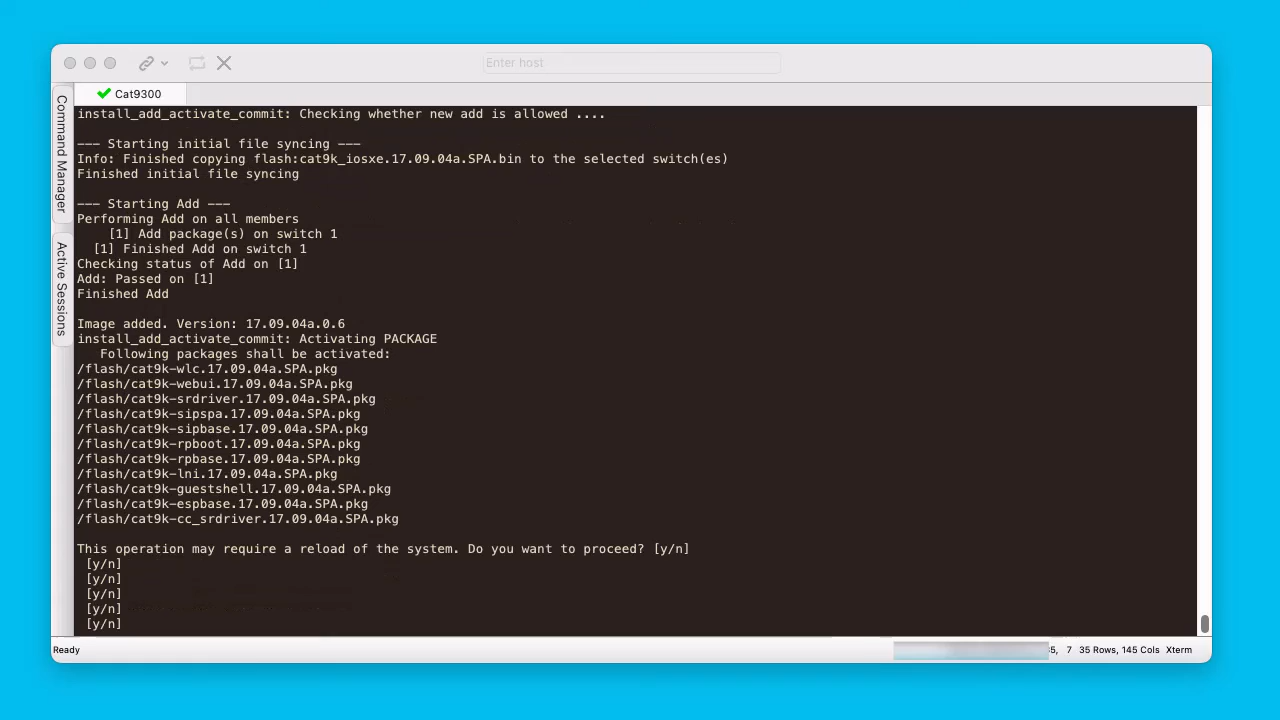 Enter host
Cat9300
Command Manager
Active Sessions
install_add_activate_commit: Checking whether new add is allowed ....
--- Starting initial file syncing ---
Info: Finished copying flash:cat9k_iosxe.17.09.04a.SPA.bin to the selected switch(es)
Finished initial file syncing
--- Starting Add ---
Performing Add on all members
[1] Add package(s) on switch 1
[1] Finished Add on switch 1
Checking status of Add on [1]
Add: Passed on [1]
Finished Add
Image added. Version: 17.09.04a.0.6
install_add_activate_commit: Activating PACKAGE
Following packages shall be activated:
/flash/cat9k-wlc.17.09.04a.SPA.pkg
/flash/cat9k-webui.17.09.04a.SPA.pkg
/flash/cat9k-srdriver.17.09.04a.SPA.pkg
/flash/cat9k-sipspa.17.09.04a.SPA.pkg
/flash/cat9k-sipbase.17.09.04a.SPA.pkg
/flash/cat9k-rpboot.17.09.04a.SPA.pkg
/flash/cat9k-rpbase.17.09.04a.SPA.pkg
/flash/cat9k-lni.17.09.04a.SPA.pkg
/flash/cat9k-guestshell.17.09.04a.SPA.pkg
/flash/cat9k-espbase.17.09.04a.SPA.pkg
/flash/cat9k-cc_srdriver.17.09.04a.SPA.pkg
This operation may require a reload of the system. Do you want to proceed? [y/n]
[y/n]
[y/n]
[y/n]
[y/n]
[y/n]
Ready
7 35 Rows, 145 Cols Xterm